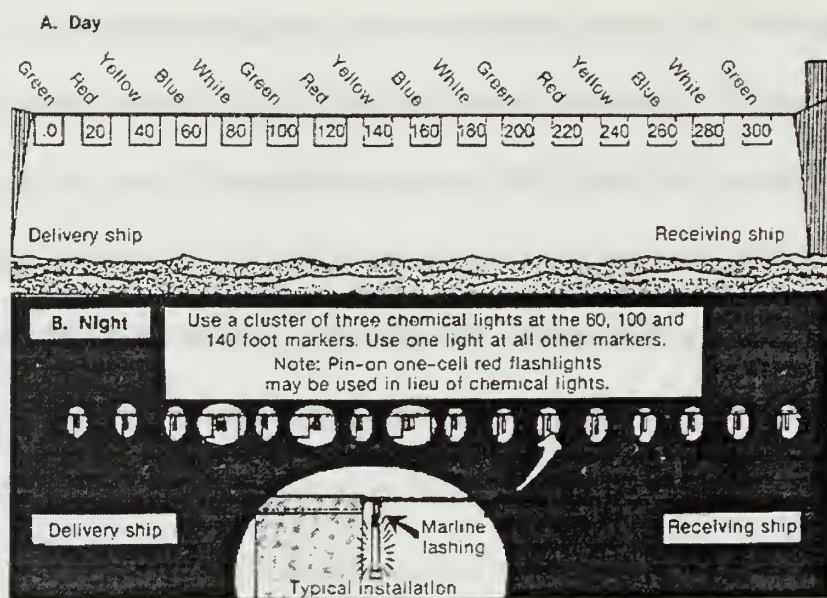 A. Day
Green Red Yellow Blue White Green Red Yellow Blue White Green Red Yellow Blue White Green
.0 20 40 60 80 100 120 140 160 180 200 220 240 260 280 300
Delivery ship Receiving ship
B. Night
Use a cluster of three chemical lights at the 60, 100 and
140 foot markers. Use one light at all other markers.
Note: Pin-on one-cell red flashlights
may be used in lieu of chemical lights.
Delivery ship Receiving ship
Marline
lashing
Typical installation